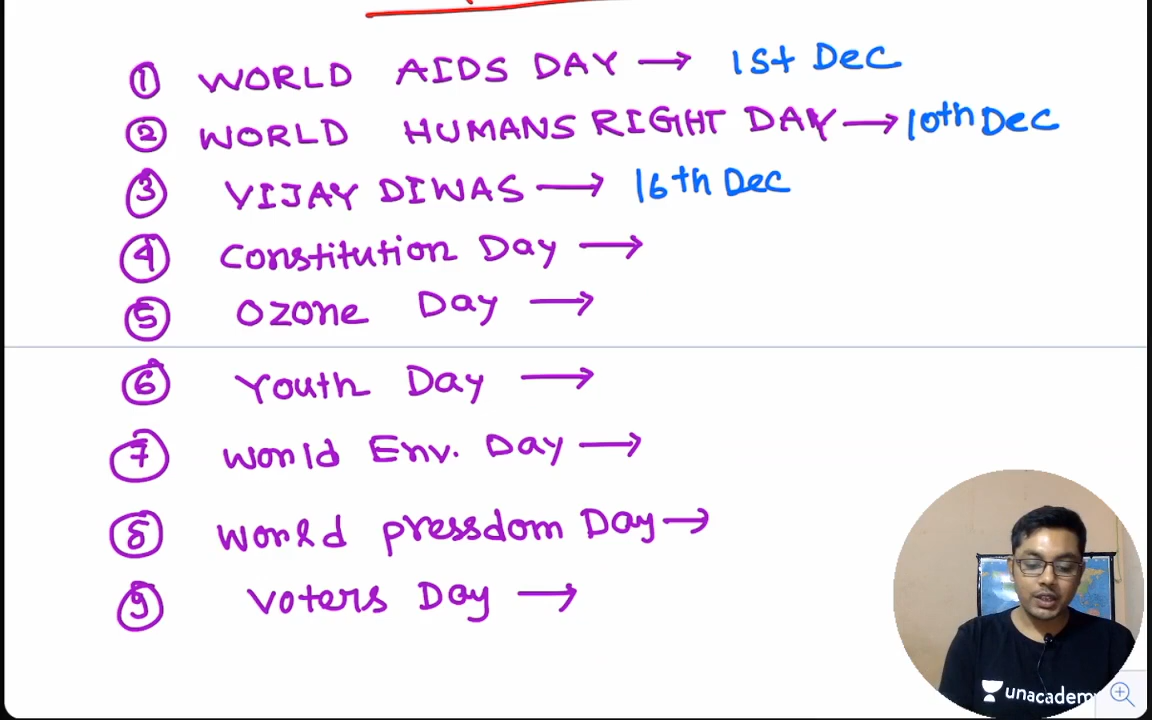 ① WORLD AIDS DAY → 1st Dec
② WORLD HUMANS RIGHT DAY → 10th Dec
③ VIJAY DIWAS → 16th Dec
④ Constitution Day →
⑤ Ozone Day →
⑥ Youth Day →
⑦ World Env. Day →
⑧ World pressdom Day →
⑨ Voters Day →
unacademy